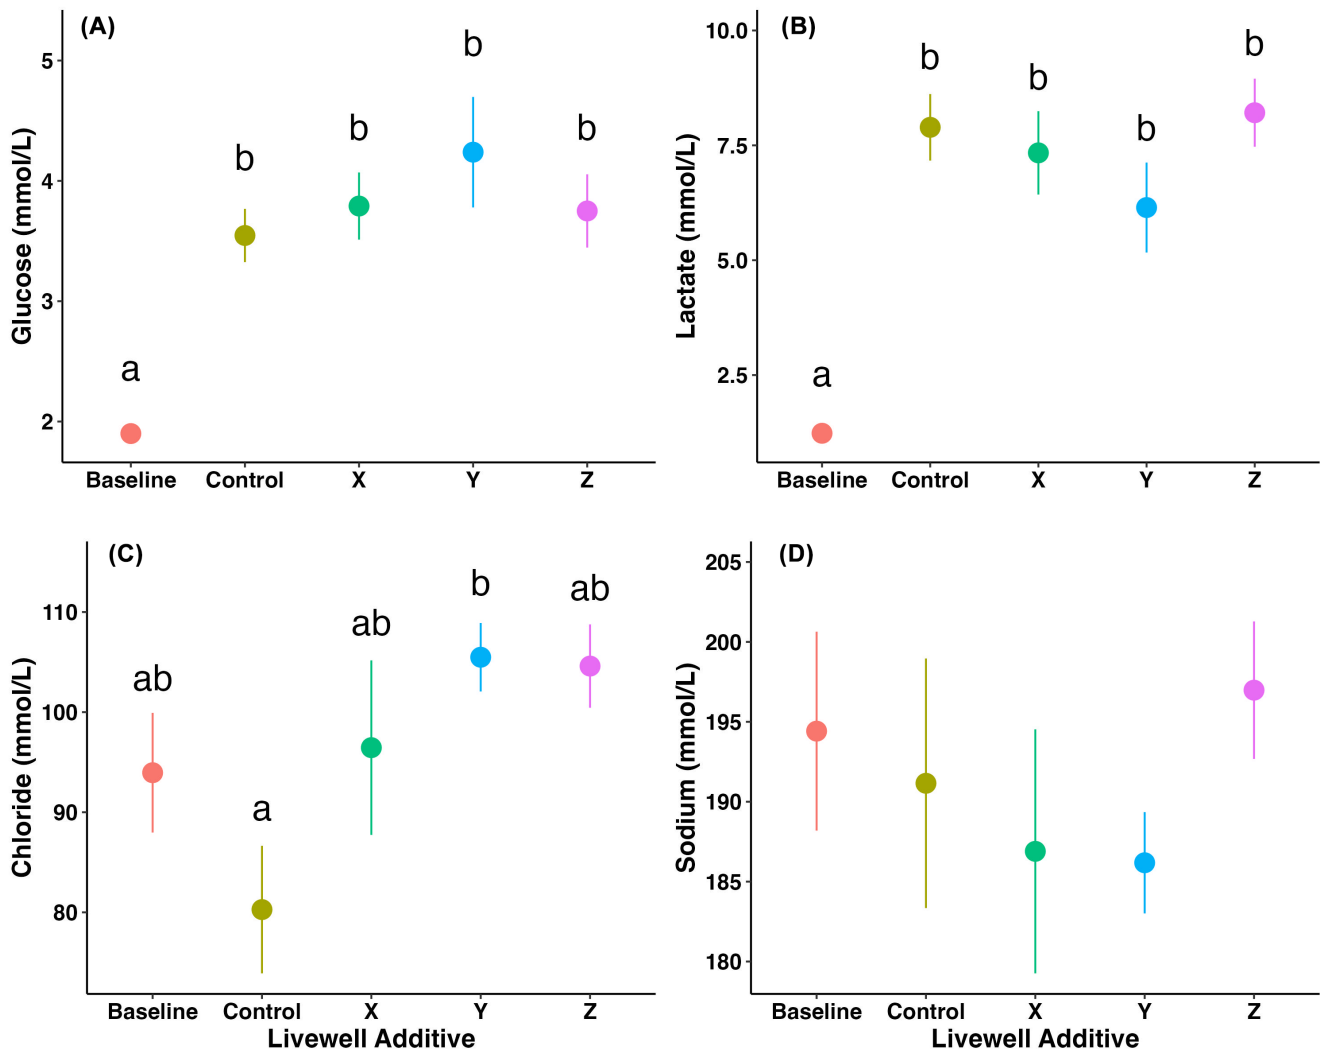 (A)
Glucose (mmol/L)
5
4
3
2
a
b
b
b
b
Baseline Control X Y Z
(B)
Lactate (mmol/L)
10.0
7.5
5.0
2.5
a
b
b
b
b
Baseline Control X Y Z
(C)
Chloride (mmol/L)
110
100
90
80
ab
a
ab
b
ab
Baseline Control X Y Z
Livewell Additive
(D)
Sodium (mmol/L)
205
200
195
190
185
180
Baseline Control X Y Z
Livewell Additive